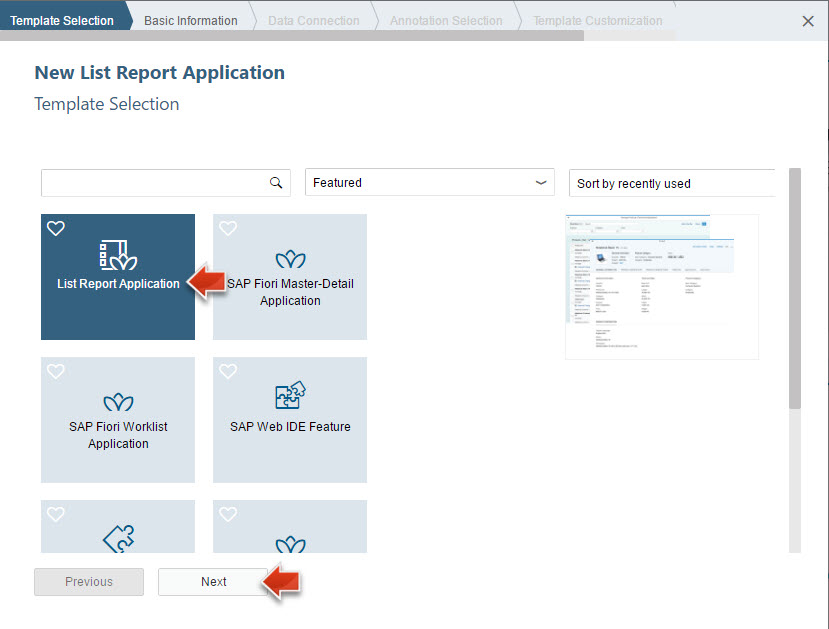 Template Selection
Basic Information
Data Connection
Annotation Selection
Template Customization
New List Report Application
Template Selection
Featured
Sort by recently used
List Report Application
SAP Fiori Master-Detail
Application
SAP Fiori Worklist
Application
SAP Web IDE Feature
Previous
Next